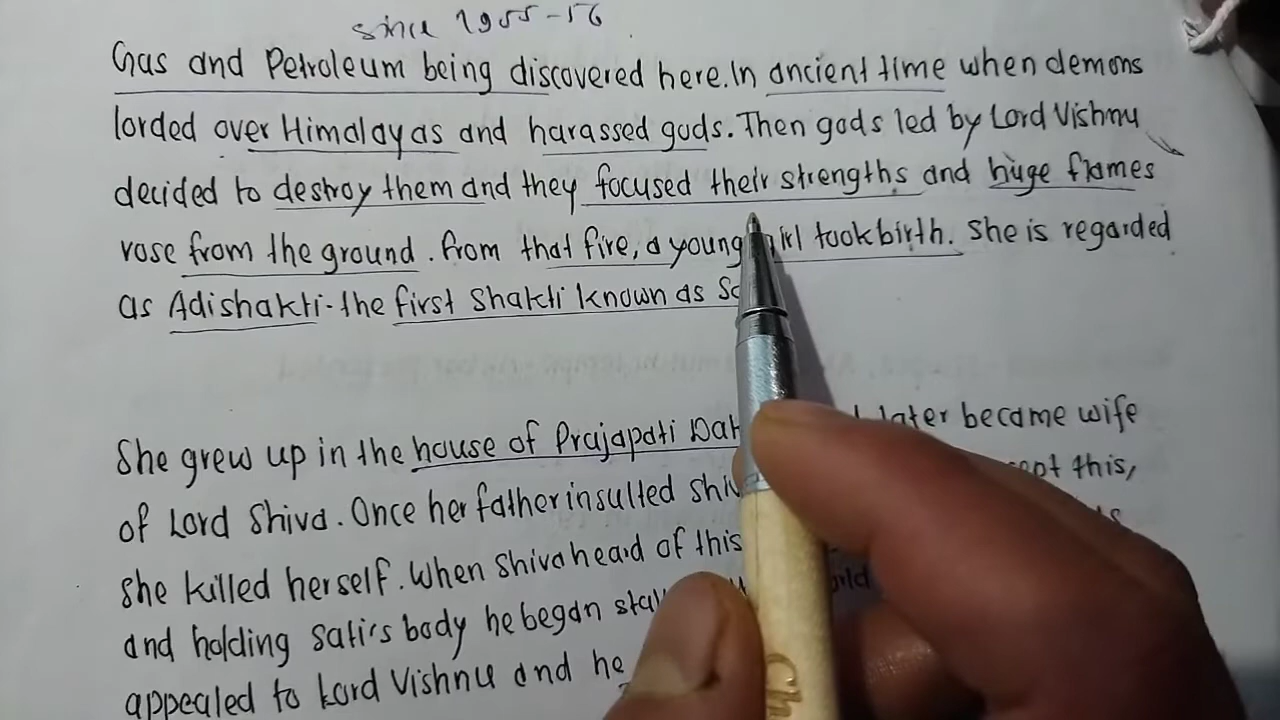 since 1955-56
Gas and Petroleum being discovered here. In ancient time when demons
lorded over Himalayas and harassed gods. Then gods led by Lord Vishnu
decided to destroy them and they focused their strengths and huge flames
rose from the ground. from that fire, a young girl took birth. She is regarded
as Adishakti-the first Shakti known as
She grew up in the house of Prajapati later become wife
of Lord Shiva. Once her father insulted this,
she killed herself. When Shiva heard of this
and holding Sati's body he began
appealed to Lord Vishnu and he